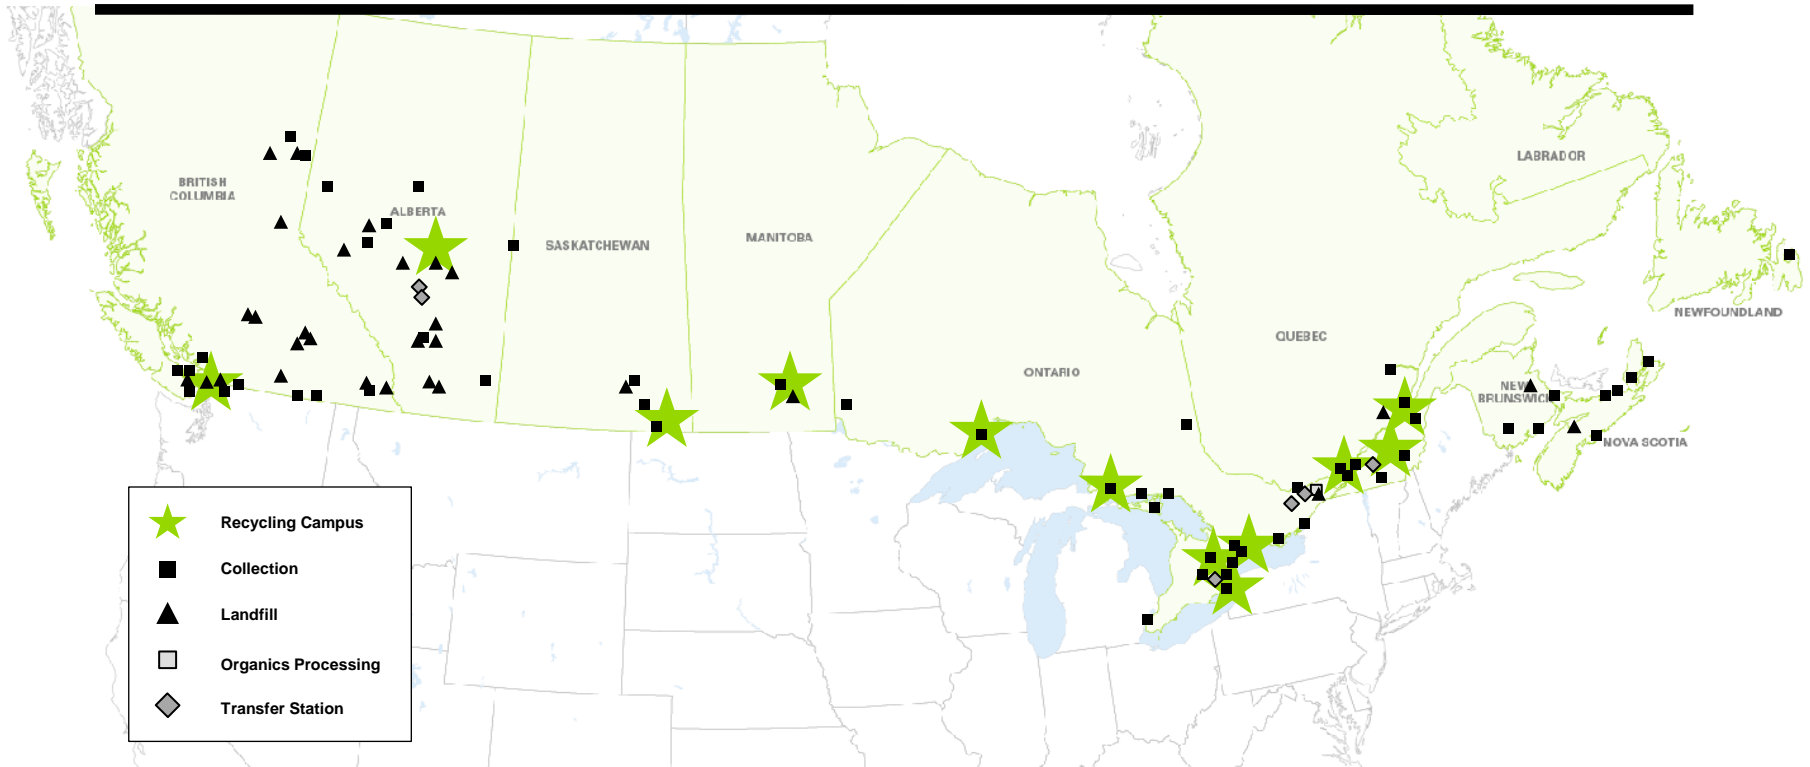 LABRADOR
BRITISH
COLUMBIA
ALBERTA
SASKATCHEWAN
MANITOBA
NEWFOUNDLAND
QUEBEC
ONTARIO
NEW
BRUNSWICK
NOVA SCOTIA
Recycling Campus
Collection
Landfill
Organics Processing
Transfer Station